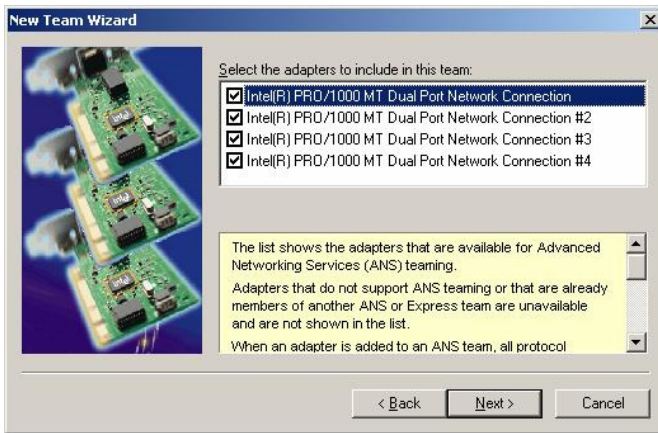 New Team Wizard
Select the adapters to include in this team:
Intel(R) PRO/1000 MT Dual Port Network Connection
Intel(R) PRO/1000 MT Dual Port Network Connection #2
Intel(R) PRO/1000 MT Dual Port Network Connection #3
Intel(R) PRO/1000 MT Dual Port Network Connection #4
The list shows the adapters that are available for Advanced
Networking Services (ANS) teaming.
Adapters that do not support ANS teaming or that are already
members of another ANS or Express team are unavailable
and are not shown in the list.
When an adapter is added to an ANS team, all protocol
< Back
Next >
Cancel